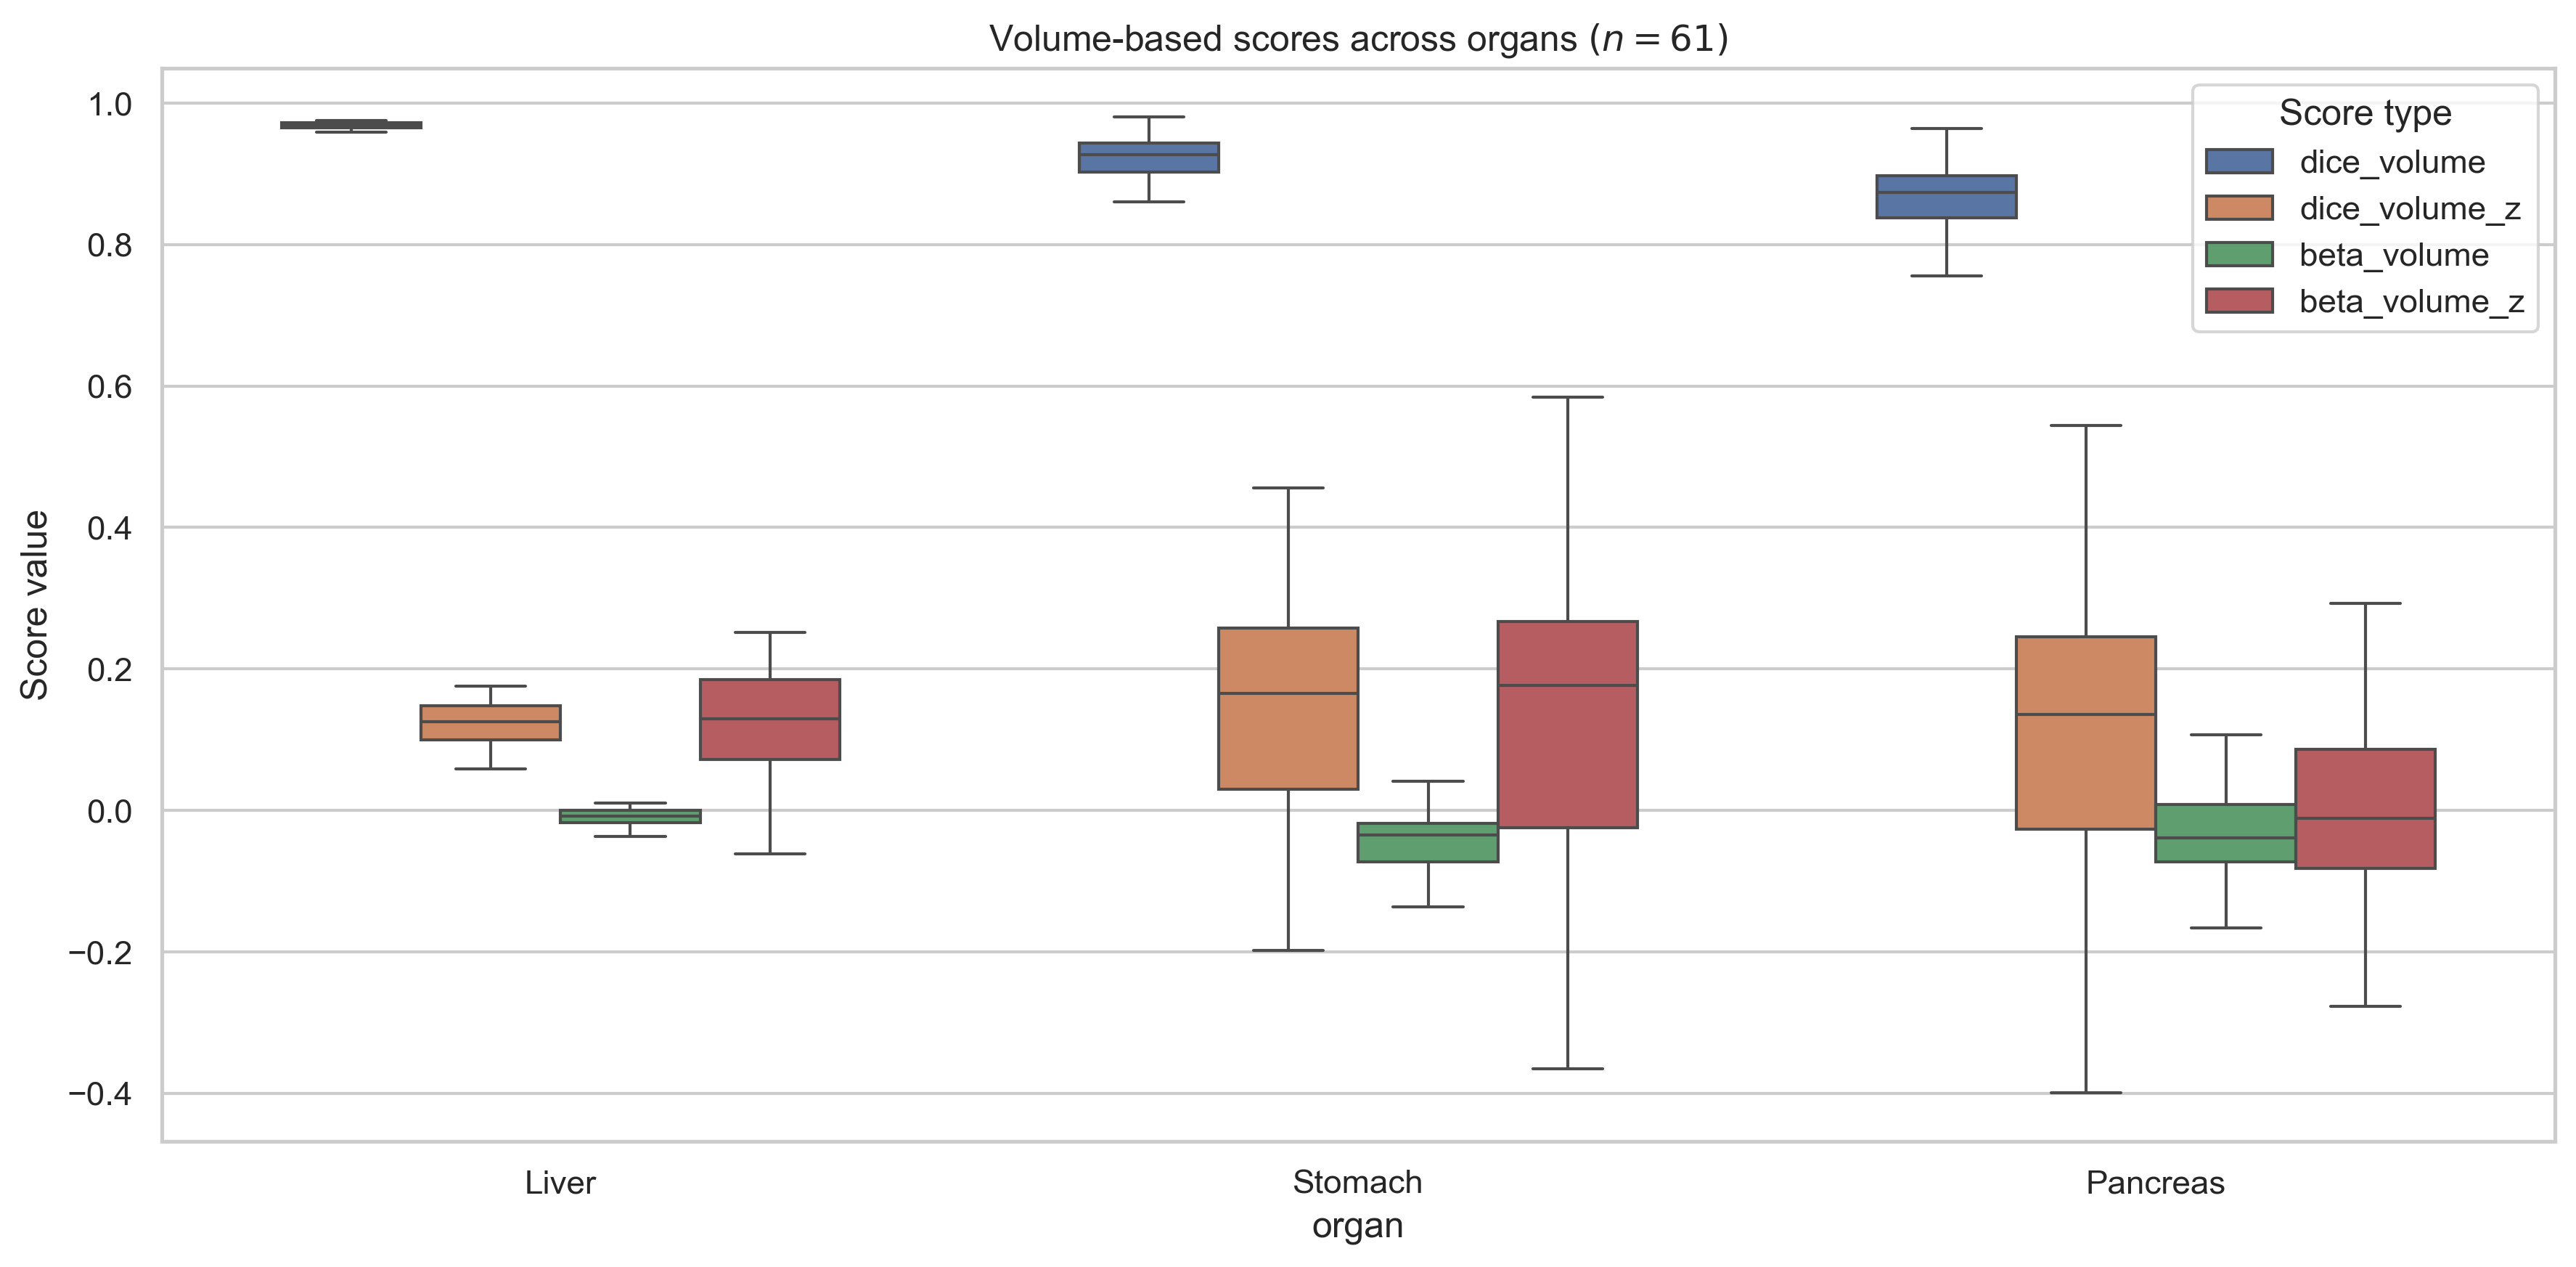 Volume-based scores across organs (n = 61)
Score value
1.0
0.8
0.6
0.4
0.2
0.0
−0.2
−0.4
Score type
dice_volume
dice_volume_z
beta_volume
beta_volume_z
Liver
Stomach
Pancreas
organ